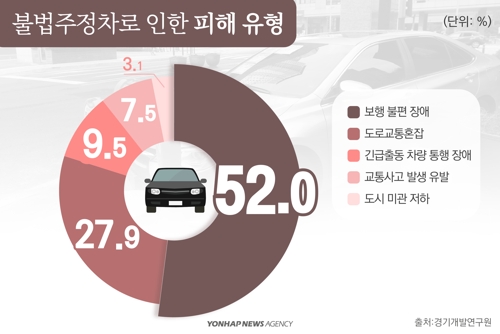 불법주정차로 인한 피해 유형
(단위: %)
3.1
7.5
9.5
27.9
52.0
보행 불편 장애
도로교통혼잡
긴급출동 차량 통행 장애
교통사고 발생 유발
도시 미관 저하
YONHAP NEWS AGENCY
출처:경기개발연구원